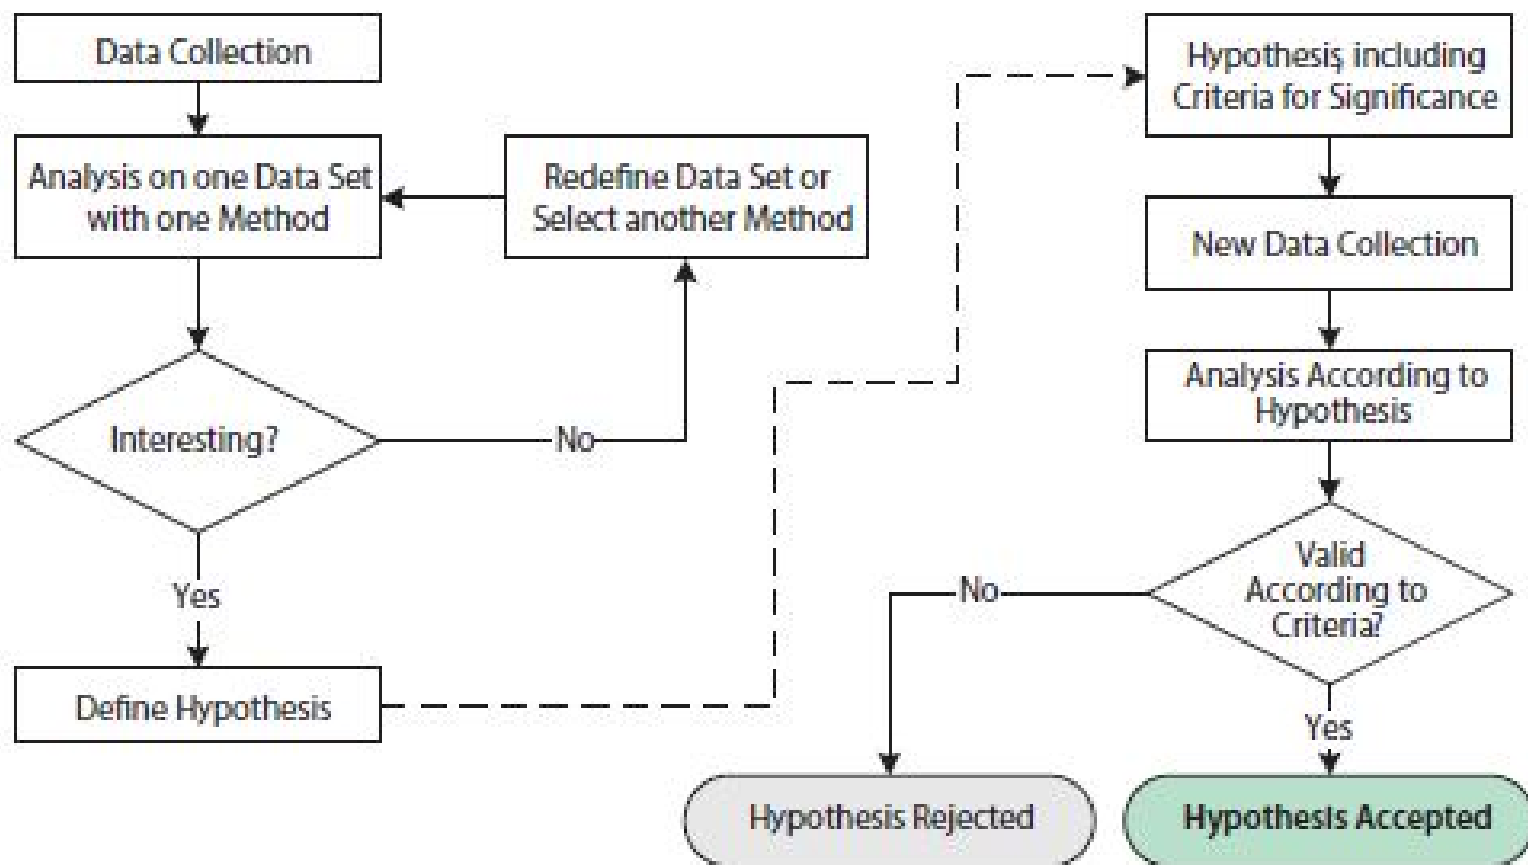 Data Collection
Analysis on one Data Set
with one Method
Redefine Data Set or
Select another Method
Interesting?
No
Yes
Define Hypothesis
Hypothesis, including
Criteria for Significance
New Data Collection
Analysis According to
Hypothesis
Valid
According to
Criteria?
No
Yes
Hypothesis Rejected
Hypothesis Accepted